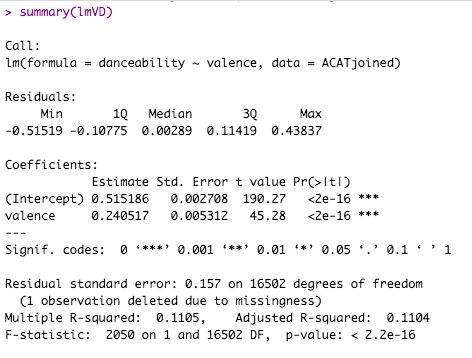 > summary(lmVD)
Call:
lm(formula = danceability ~ valence, data = ACATjoined)
Residuals:
     Min       1Q   Median       3Q      Max
-0.51519 -0.10775  0.00289  0.11419  0.43837
Coefficients:
            Estimate Std. Error t value Pr(>|t|)
(Intercept) 0.515186   0.002708  190.27   <2e-16 ***
valence     0.240517   0.005312   45.28   <2e-16 ***
---
Signif. codes:  0 ‘***’ 0.001 ‘**’ 0.01 ‘*’ 0.05 ‘.’ 0.1 ‘ ’ 1
Residual standard error: 0.157 on 16502 degrees of freedom
  (1 observation deleted due to missingness)
Multiple R-squared:  0.1105,    Adjusted R-squared:  0.1104
F-statistic:  2050 on 1 and 16502 DF,  p-value: < 2.2e-16